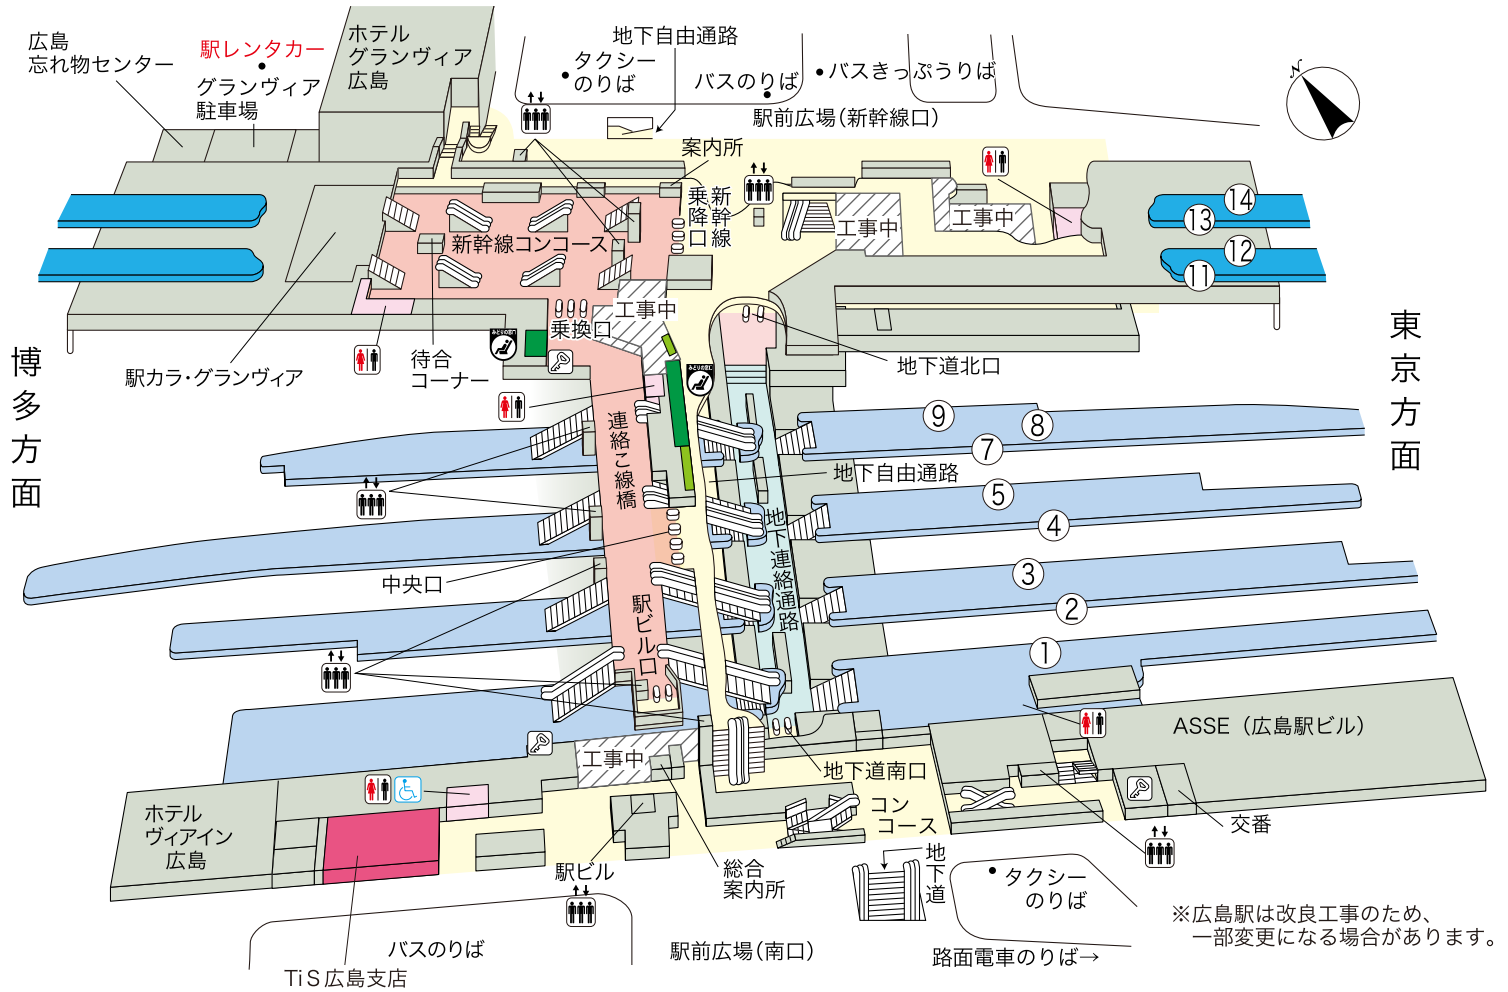 広島
忘れ物センター
駅レンタカー
グランヴィア
駐車場
ホテル
グランヴィア
広島
地下自由通路
タクシー
のりば
バスのりば
バスきっぷうりば
駅前広場(新幹線口)
N
案内所
新幹線
乗降口
工事中
工事中
14
13
12
11
新幹線コンコース
工事中
乗換口
みどりの窓口
みどりの窓口
待合
コーナー
駅カラ・グランヴィア
地下道北口
博多方面
東京方面
連絡こ線橋
9
8
7
地下自由通路
5
4
地下連絡通路
中央口
3
2
駅ビル口
1
ASSE(広島駅ビル)
工事中
地下道南口
ホテル
ヴィアイン
広島
コン
コース
交番
駅ビル
総合
案内所
地下道
タクシー
のりば
バスのりば
駅前広場(南口)
路面電車のりば→
TiS広島支店
※広島駅は改良工事のため、
一部変更になる場合があります。